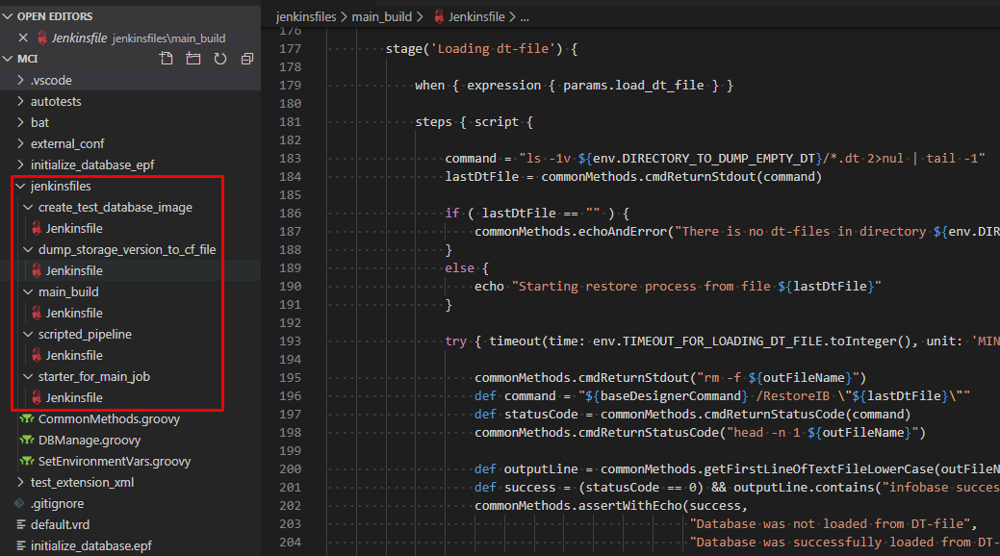 OPEN EDITORS
Jenkinsfile jenkinsfiles\main_build
MCI
.vscode
autotests
bat
external_conf
initialize_database_epf
jenkinsfiles
create_test_database_image
Jenkinsfile
dump_storage_version_to_cf_file
Jenkinsfile
main_build
Jenkinsfile
scripted_pipeline
Jenkinsfile
starter_for_main_job
Jenkinsfile
CommonMethods.groovy
DBManage.groovy
SetEnvironmentVars.groovy
test_extension_xml
.gitignore
default.vrd
initialize_database.epf
jenkinsfiles > main_build > Jenkinsfile > ...
176
177 stage('Loading dt-file') {
178
179 when { expression { params.load_dt_file } }
180
181 steps { script {
182
183 command = "ls -1v ${env.DIRECTORY_TO_DUMP_EMPTY_DT}/*.dt 2>nul | tail -1"
184 lastDtFile = commonMethods.cmdReturnStdout(command)
185
186 if ( lastDtFile == "" ) {
187 commonMethods.echoAndError("There is no dt-files in directory ${env.DIR
188 }
189 else {
190 echo "Starting restore process from file ${lastDtFile}"
191 }
192
193 try { timeout(time: env.TIMEOUT_FOR_LOADING_DT_FILE.toInteger(), unit: 'MIN
194
195 commonMethods.cmdReturnStdout("rm -f ${outFileName}")
196 def command = "${baseDesignerCommand} /RestoreIB \"${lastDtFile}\""
197 def statusCode = commonMethods.cmdReturnStatusCode(command)
198 commonMethods.cmdReturnStatusCode("head -n 1 ${outFileName}")
199
200 def outputLine = commonMethods.getFirstLineOfTextFileLowerCase(outFileN
201 def success = (statusCode == 0) && outputLine.contains("infobase succes
202 commonMethods.assertWithEcho(success,
203 "Database was not loaded from DT-file",
204 "Database was successfully loaded from DT-